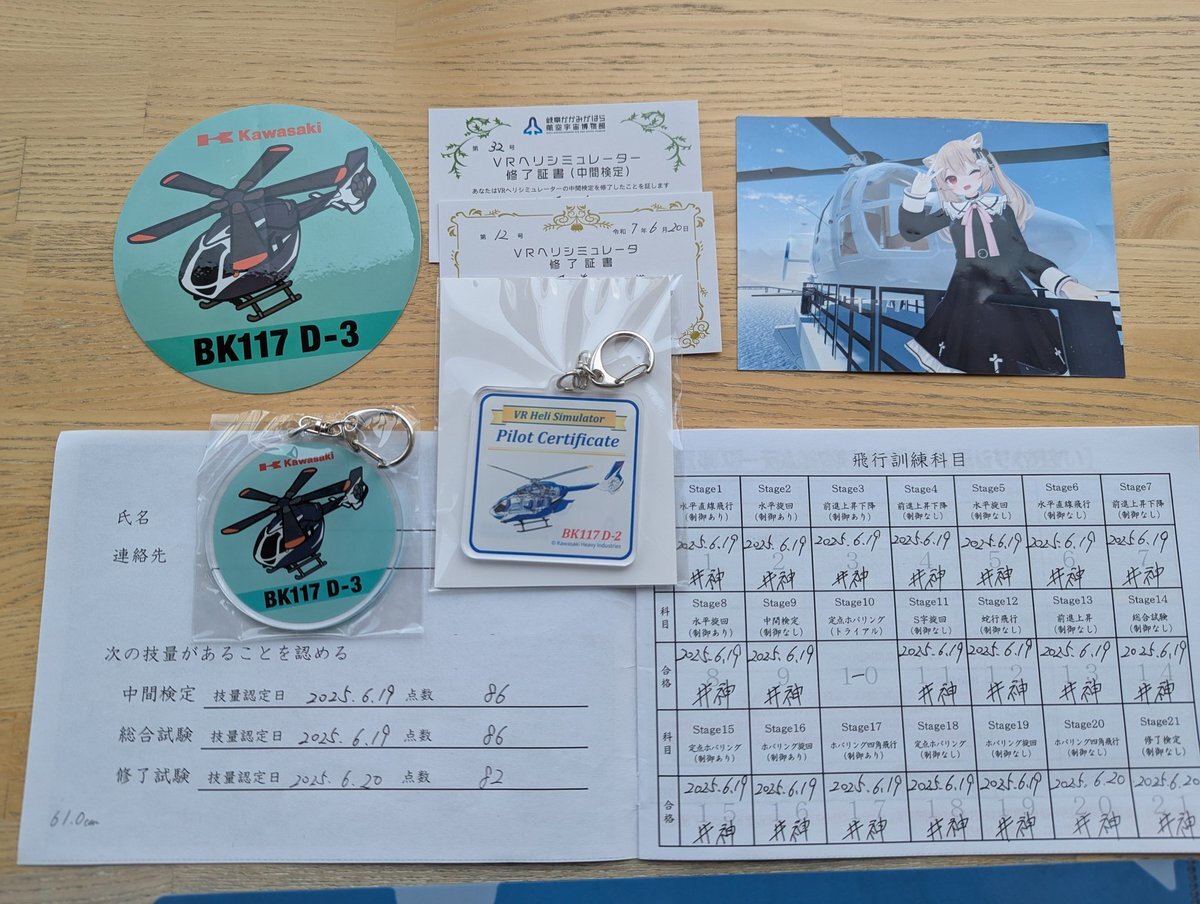 Kawasaki
BK117 D-3
岐阜かかみがはら
航空宇宙博物館
第 32 号
VRヘリシミュレーター
修了証書(中間検定)
あなたはVRヘリシミュレーターの中間検定を修了したことを証します
第 12 号 令和 7 年 6 月 20 日
VRヘリシミュレータ
修了証書
Kawasaki
BK117 D-3
VR Heli Simulator
Pilot Certificate
BK117 D-2
© Kawasaki Heavy Industries
氏名
連絡先
次の技量があることを認める
中間検定 技量認定日 2025.6.19 点数 86
総合試験 技量認定日 2025.6.19 点数 86
修了試験 技量認定日 2025.6.20 点数 82
61.0cm
飛行訓練科目
Stage1 Stage2 Stage3 Stage4 Stage5 Stage6 Stage7
水平直線飛行 水平旋回 前進上昇下降 前進上昇下降 水平旋回 水平直線飛行 前進上昇下降
(制御あり) (制御あり) (制御あり) (制御なし) (制御なし) (制御なし) (制御なし)
2025.6.19 2025.6.19 2025.6.19 2025.6.19 2025.6.19 2025.6.19 2025.6.19
2 3 4 5 6 7
井神 井神 井神 井神 井神 井神 井神
科目
Stage8 Stage9 Stage10 Stage11 Stage12 Stage13 Stage14
水平旋回 中間検定 定点ホバリング S字旋回 蛇行飛行 前進上昇 総合試験
(制御あり) (制御なし) (トライアル) (制御なし) (制御なし) (制御なし) (制御なし)
合格
2025.6.19 2025.6.19 2025.6.19 2025.6.19 2025.6.19 2025.6.19
8 9 10 11 12 13 14
井神 井神 井神 井神 井神 井神
科目
Stage15 Stage16 Stage17 Stage18 Stage19 Stage20 Stage21
定点ホバリング ホバリング旋回 ホバリング四角飛行 定点ホバリング ホバリング旋回 ホバリング四角飛行 修了検定
(制御あり) (制御あり) (制御あり) (制御なし) (制御なし) (制御なし) (制御なし)
合格
2025.6.19 2025.6.19 2025.6.19 2025.6.19 2025.6.19 2025.6.20 2025.6.20
15 16 17 18 19 20 21
井神 井神 井神 井神 井神 井神 井神